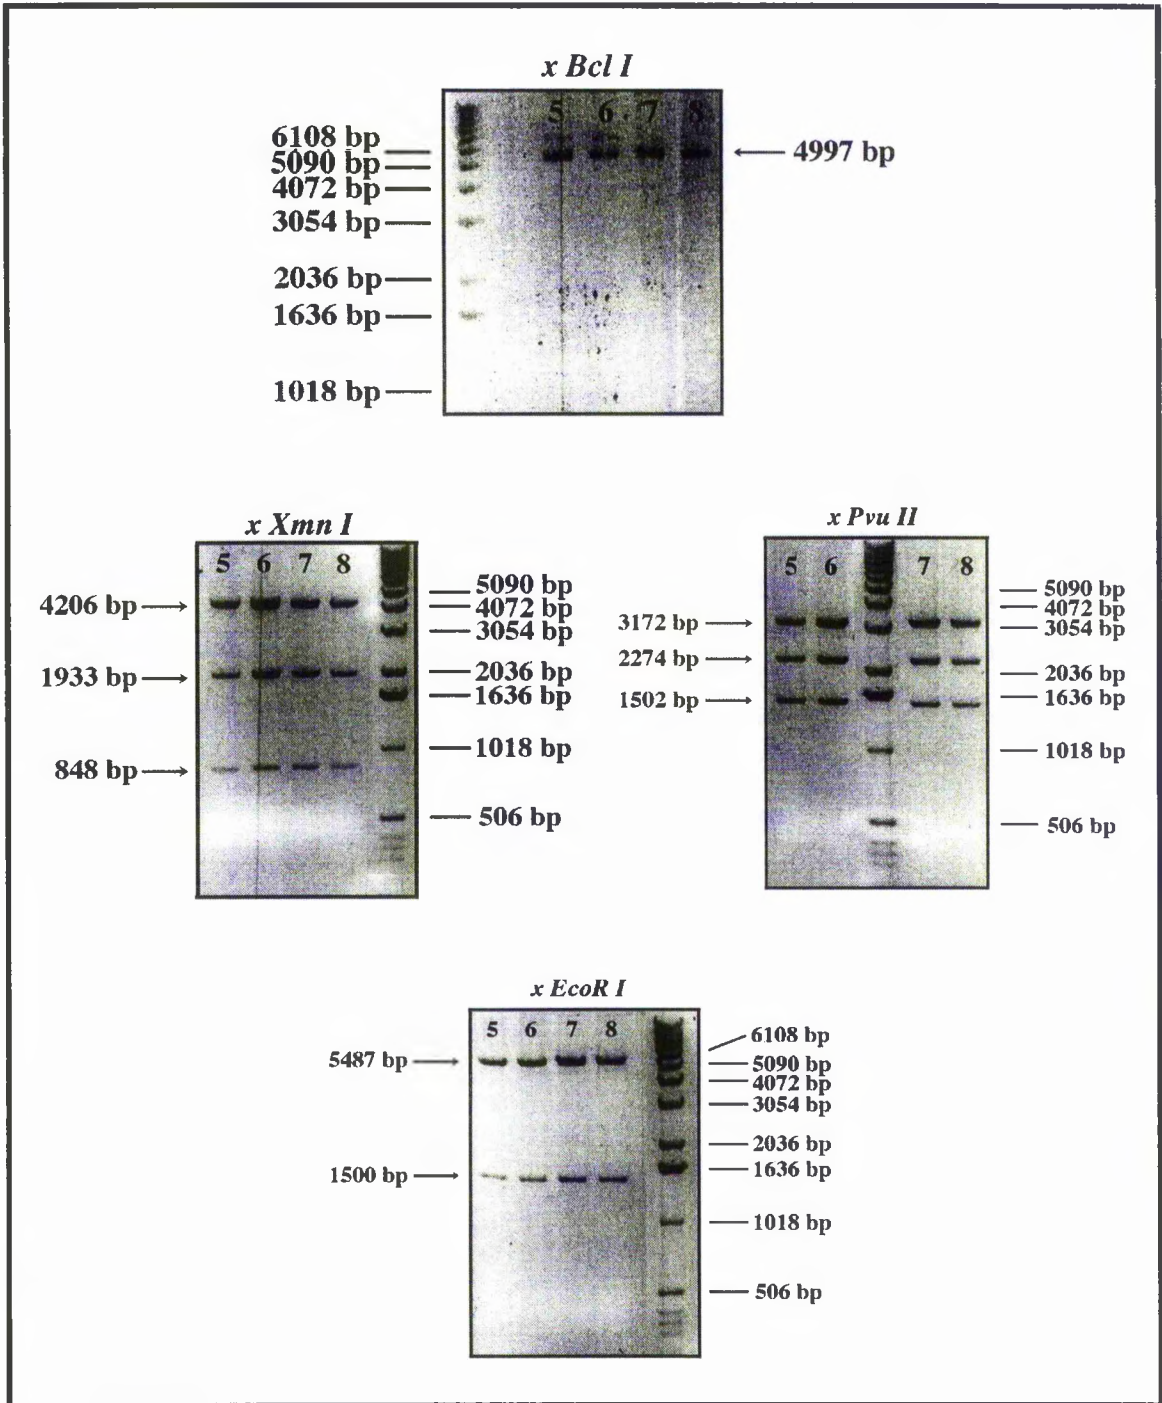 x Bcl I
5 6 7 8
6108 bp
5090 bp
4072 bp
3054 bp
2036 bp
1636 bp
1018 bp
4997 bp
x Xmn I
5 6 7 8
4206 bp
1933 bp
848 bp
5090 bp
4072 bp
3054 bp
2036 bp
1636 bp
1018 bp
506 bp
x Pvu II
5 6 7 8
3172 bp
2274 bp
1502 bp
5090 bp
4072 bp
3054 bp
2036 bp
1636 bp
1018 bp
506 bp
x EcoR I
5 6 7 8
5487 bp
1500 bp
6108 bp
5090 bp
4072 bp
3054 bp
2036 bp
1636 bp
1018 bp
506 bp